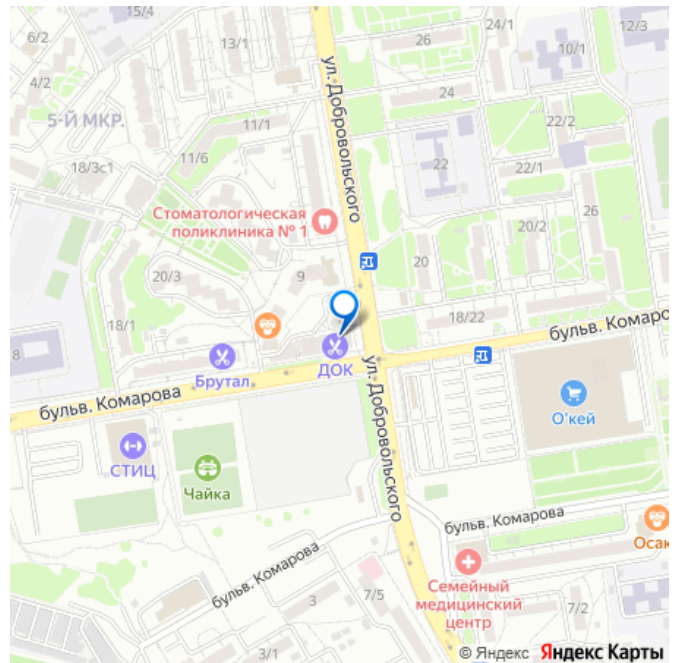 15/4
6/2
13/1
26
24/1
12/3
10/1
4/2
24
5-Й МКР.
11/1
ул. Добровольского
22/2
11/6
18/3с1
22
22/1
Стоматологическая
поликлиника № 1
26
20/2
20/3
9
20
18/1
18/22
бульв. Комаро
8
Брутал
ДОК
бульв. Комарова
ул. Добровольского
О'кей
СТИЦ
Чайка
бульв. Комарова
Осак
бульв. Комарова
3
7/5
Семейный
медицинский
центр
7/2
3/1
© Яндекс Яндекс Карты